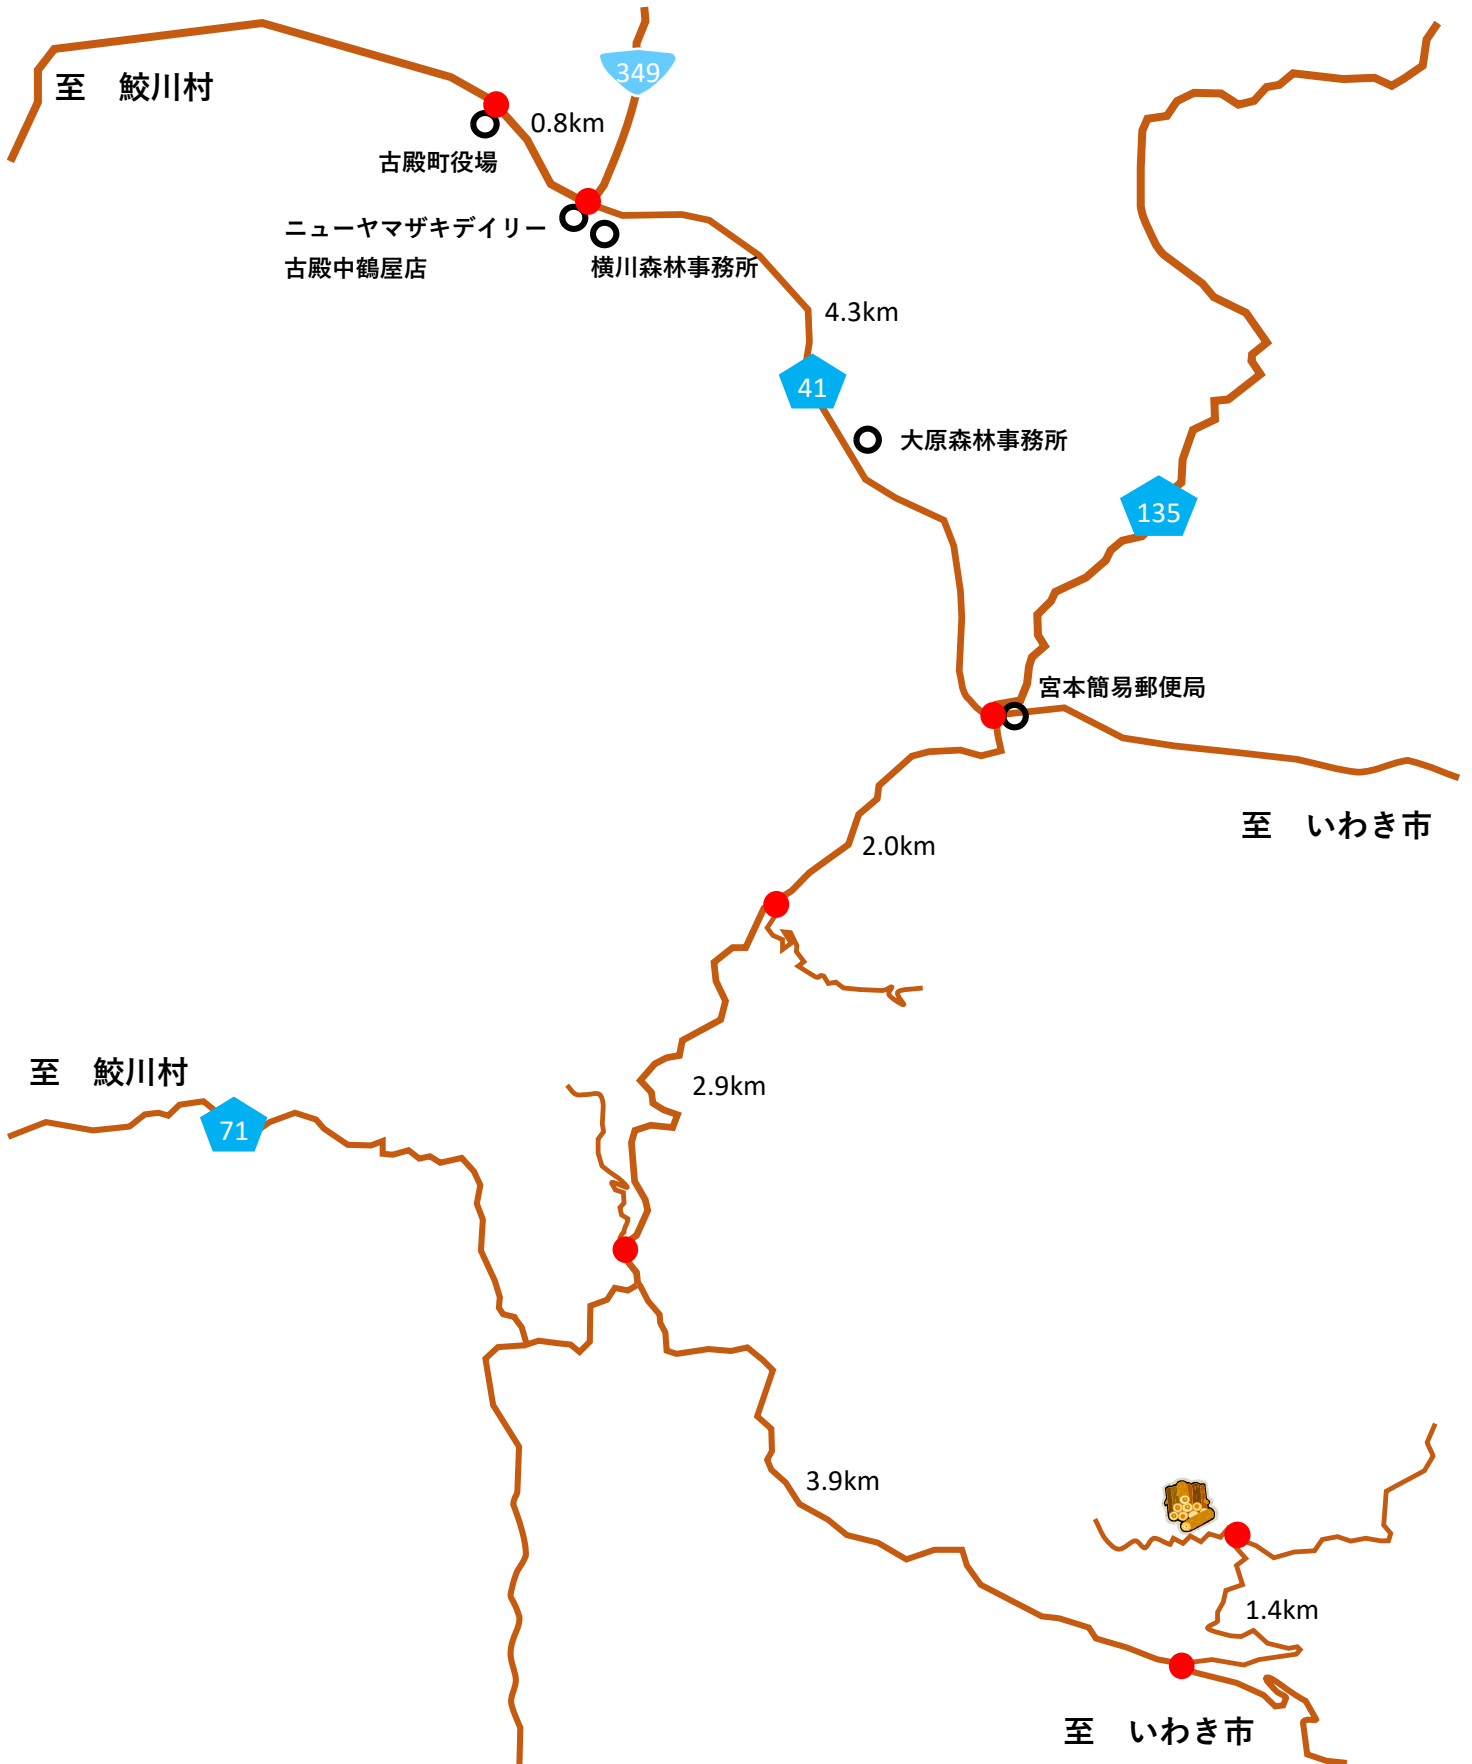 349
至　鮫川村
0.8km
古殿町役場
ニューヤマザキデイリー
古殿中鶴屋店
横川森林事務所
4.3km
41
大原森林事務所
135
宮本簡易郵便局
至　いわき市
2.0km
至　鮫川村
2.9km
71
3.9km
1.4km
至　いわき市